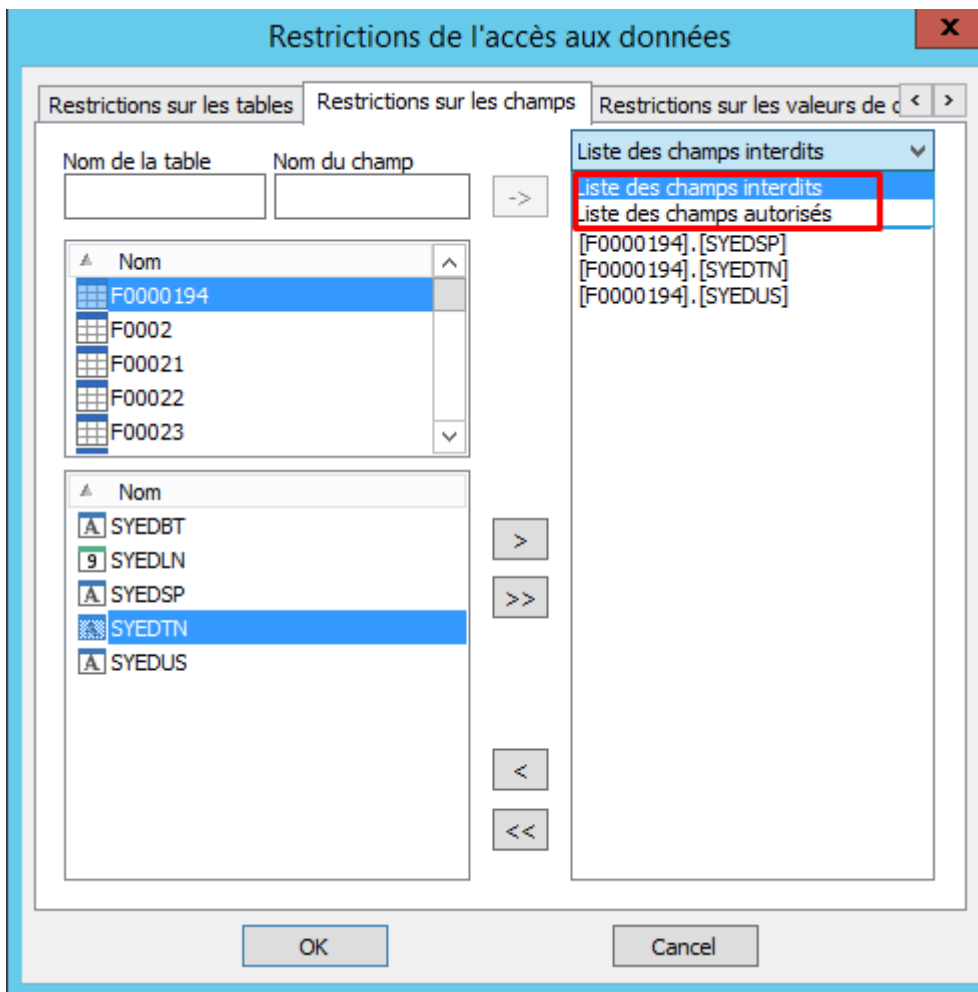 Restrictions de l'accès aux données
x
Restrictions sur les tables
Restrictions sur les champs
Restrictions sur les valeurs de
< >
Nom de la table
Nom du champ
->
Nom
F0000194
F0002
F00021
F00022
F00023
Nom
A SYEDBT
9 SYEDLN
A SYEDSP
SYEDTN
A SYEDUS
>
>>
<
<<
Liste des champs interdits
Liste des champs interdits
Liste des champs autorisés
[F0000194].[SYEDSP]
[F0000194].[SYEDTN]
[F0000194].[SYEDUS]
OK
Cancel